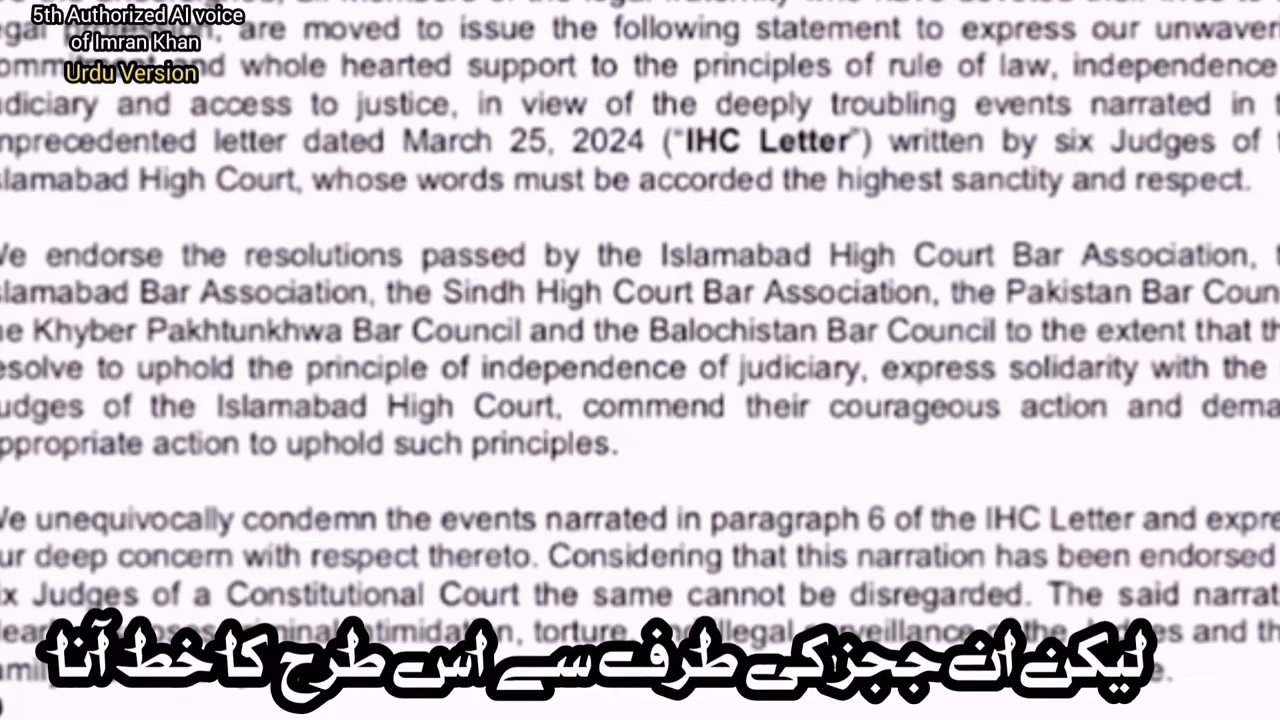 5th Authorized AI voice
of Imran Khan
Urdu Version
are moved to issue the following statement to express our
whole hearted support to the principles of rule of law, independence
and access to justice, in view of the deeply troubling events narrated in
letter dated March 25, 2024 ("IHC Letter") written by six Judges of
High Court, whose words must be accorded the highest sanctity and respect.
endorse the resolutions passed by the Islamabad High Court Bar Association,
Bar Association, the Sindh High Court Bar Association, the Pakistan Bar
Khyber Pakhtunkhwa Bar Council and the Balochistan Bar Council to the extent that
to uphold the principle of independence of judiciary, express solidarity with the
of the Islamabad High Court, commend their courageous action and
action to uphold such principles.
unequivocally condemn the events narrated in paragraph 6 of the IHC Letter and
deep concern with respect thereto. Considering that this narration has been endorsed
Judges of a Constitutional Court the same cannot be disregarded. The said
torture
لیکن ان ججز کی طرف سے اس طرح کا خط آنا